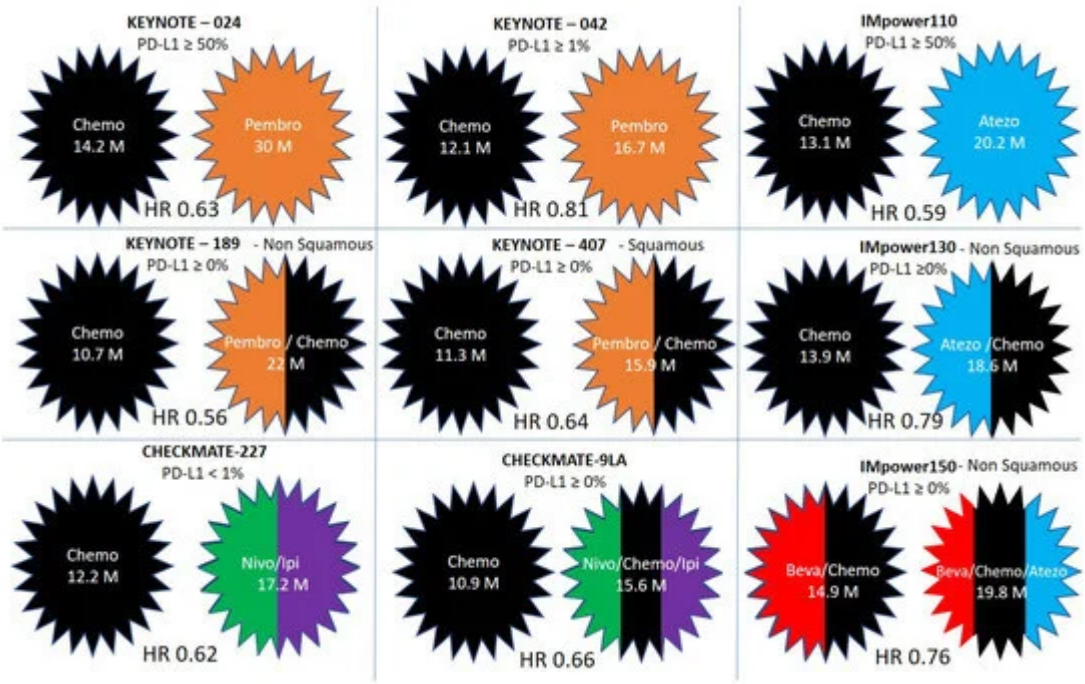 KEYNOTE – 024
PD-L1 ≥ 50%
Chemo
14.2 M
Pembro
30 M
HR 0.63
KEYNOTE – 042
PD-L1 ≥ 1%
Chemo
12.1 M
Pembro
16.7 M
HR 0.81
IMpower110
PD-L1 ≥ 50%
Chemo
13.1 M
Atezo
20.2 M
HR 0.59
KEYNOTE – 189 - Non Squamous
PD-L1 ≥ 0%
Chemo
10.7 M
Pembro / Chemo
22 M
HR 0.56
KEYNOTE – 407 - Squamous
PD-L1 ≥ 0%
Chemo
11.3 M
Pembro / Chemo
15.9 M
HR 0.64
IMpower130 - Non Squamous
PD-L1 ≥0%
Chemo
13.9 M
Atezo /Chemo
18.6 M
HR 0.79
CHECKMATE-227
PD-L1 < 1%
Chemo
12.2 M
Nivo/Ipi
17.2 M
HR 0.62
CHECKMATE-9LA
PD-L1 ≥ 0%
Chemo
10.9 M
Nivo/Chemo/Ipi
15.6 M
HR 0.66
IMpower150- Non Squamous
PD-L1 ≥ 0%
Beva/Chemo
14.9 M
Beva/Chemo/Atezo
19.8 M
HR 0.76